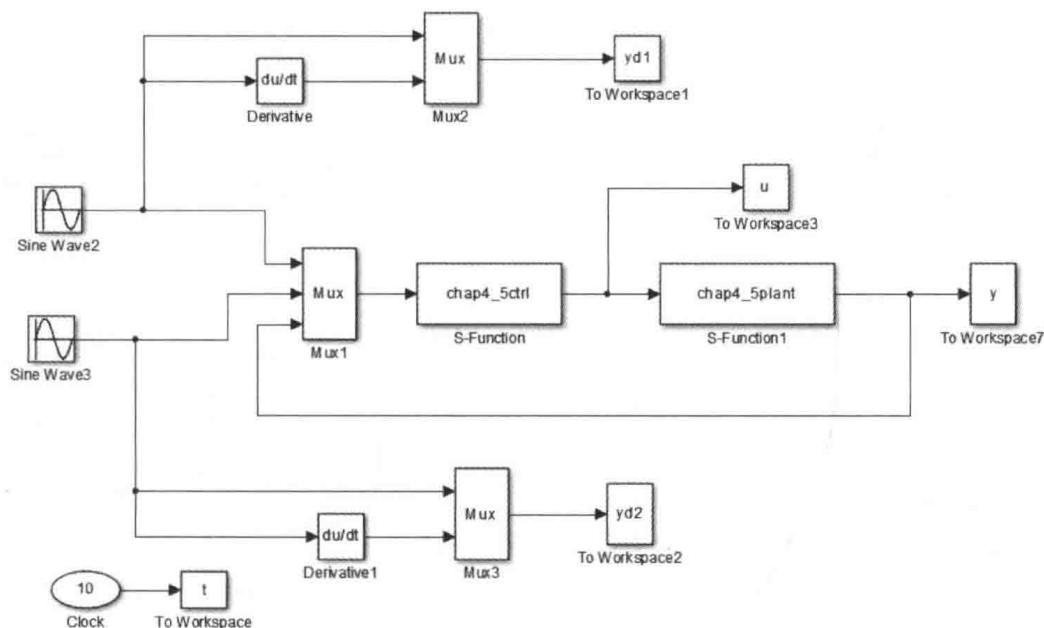 Mux
yd1
du/dt
To Workspace1
Derivative
Mux2
u
Sine Wave2
To Workspace3
Mux
chap4_5ctrl
chap4_5plant
y
S-Function
S-Function1
To Workspace7
Mux1
Sine Wave3
Mux
yd2
du/dt
To Workspace2
Derivative1
Mux3
10
t
Clock
To Workspace